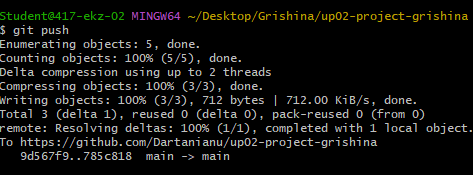 Student@417-ekz-02 MINGW64 ~/Desktop/Grishina/up02-project-grishina
$ git push
Enumerating objects: 5, done.
Counting objects: 100% (5/5), done.
Delta compression using up to 2 threads
Compressing objects: 100% (3/3), done.
Writing objects: 100% (3/3), 712 bytes | 712.00 KiB/s, done.
Total 3 (delta 1), reused 0 (delta 0), pack-reused 0 (from 0)
remote: Resolving deltas: 100% (1/1), completed with 1 local object.
To https://github.com/Dartanianu/up02-project-grishina
   9d567f9..785c818  main -> main